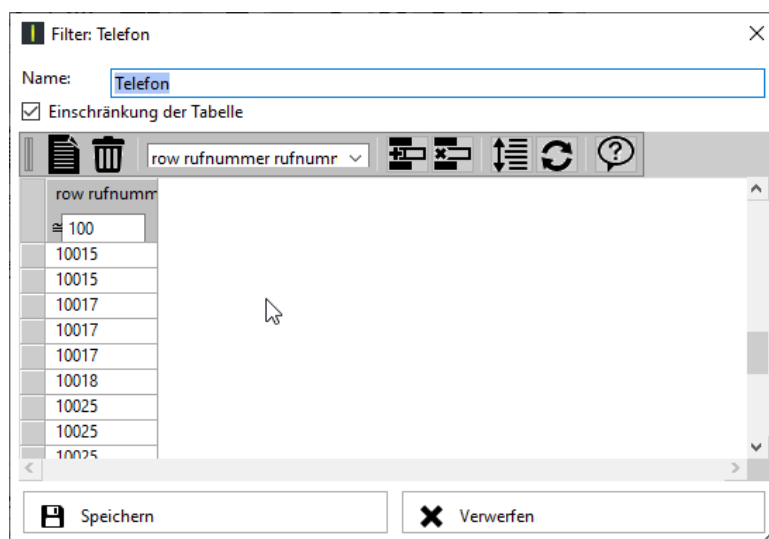 Filter: Telefon
Name:
Telefon
Einschränkung der Tabelle
row rufnummer rufnumr
row rufnumm
≅ 100
10015
10015
10017
10017
10017
10018
10025
10025
10025
Speichern
Verwerfen